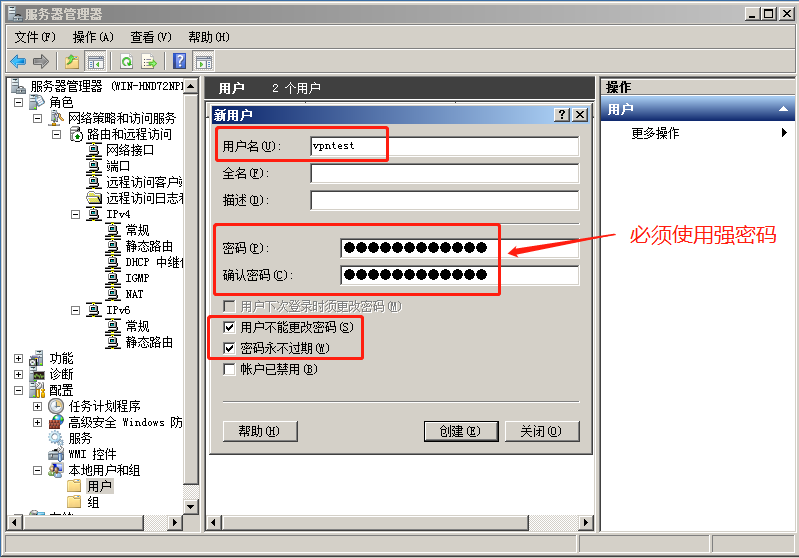 服务器管理器
文件(F) 操作(A) 查看(V) 帮助(H)
服务器管理器 (WIN-HND72NP
角色
网络策略和访问服务
路由和远程访问
网络接口
端口
远程访问客户
远程访问日志
IPv4
常规
静态路由
DHCP 中继
IGMP
NAT
IPv6
常规
静态路由
功能
诊断
配置
任务计划程序
高级安全 Windows 防
服务
WMI 控件
本地用户和组
用户
组
用户 2 个用户
新用户
用户名(U): vpntest
全名(F):
描述(D):
密码(P):
确认密码(C):
用户下次登录时须更改密码(M)
用户不能更改密码(S)
密码永不过期(W)
帐户已禁用(B)
帮助(H) 创建(E) 关闭(O)
操作
用户
更多操作
必须使用强密码